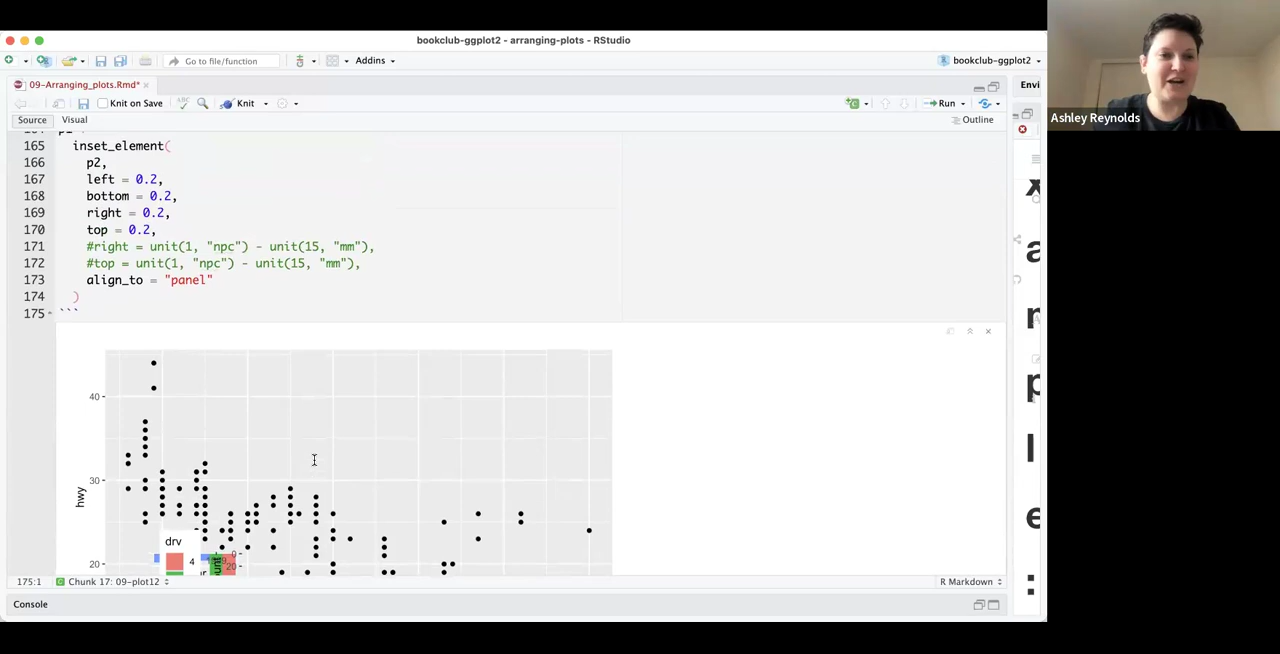 bookclub-ggplot2 - arranging-plots - RStudio
Go to file/function
Addins
bookclub-ggplot2
09-Arranging_plots.Rmd*
Envi
Knit on Save
Knit
Run
Source
Visual
Outline
Ashley Reynolds
165 inset_element(
166 p2,
167 left = 0.2,
168 bottom = 0.2,
169 right = 0.2,
170 top = 0.2,
171 #right = unit(1, "npc") - unit(15, "mm"),
172 #top = unit(1, "npc") - unit(15, "mm"),
173 align_to = "panel"
174 )
175 ```
40
30
hwy
20
drv
4
0
20
175:1
Chunk 17: 09-plot12
R Markdown
Console
x
a
m
p
l
e
: